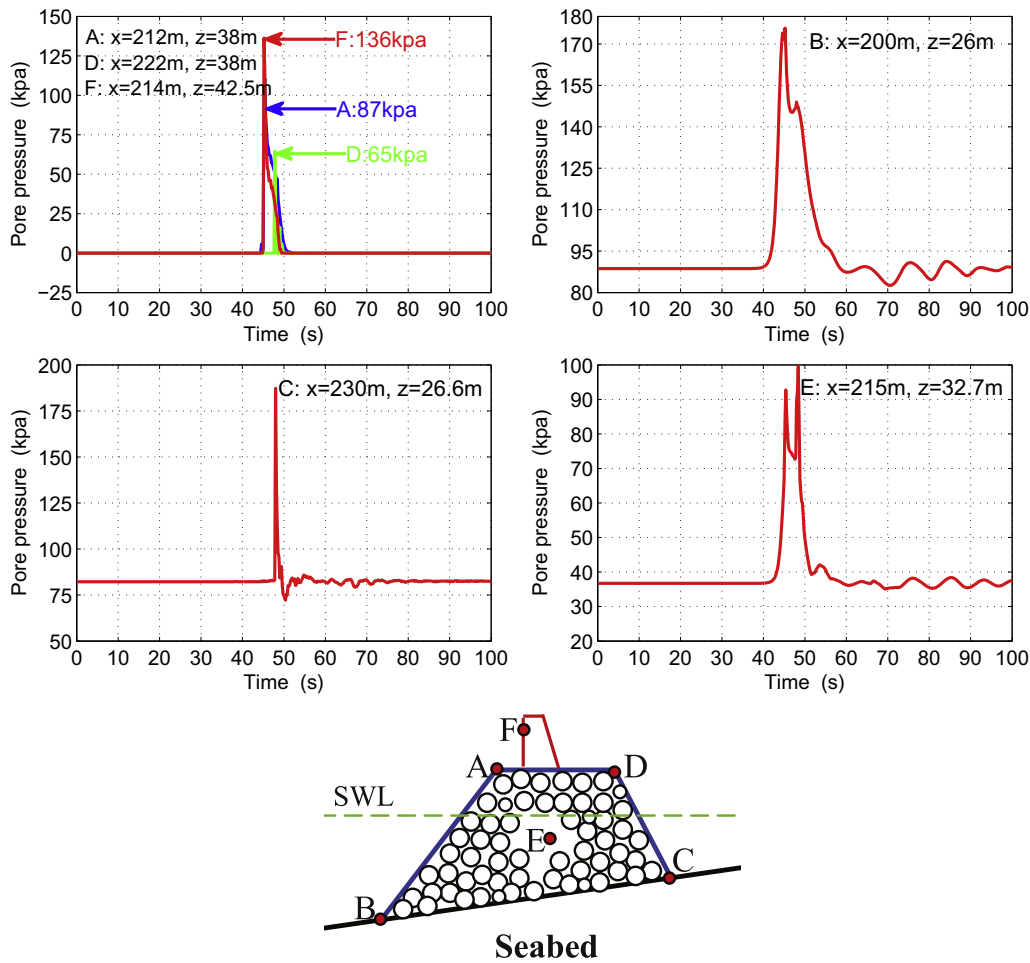 A: x=212m, z=38m
D: x=222m, z=38m
F: x=214m, z=42.5m
F:136kpa
A:87kpa
D:65kpa
150
125
100
75
50
25
0
−25
0 10 20 30 40 50 60 70 80 90 100
Time (s)
Pore pressure (kpa)
B: x=200m, z=26m
180
170
155
140
125
110
95
80
0 10 20 30 40 50 60 70 80 90 100
Time (s)
Pore pressure (kpa)
C: x=230m, z=26.6m
200
175
150
125
100
75
50
0 10 20 30 40 50 60 70 80 90 100
Time (s)
Pore pressure (kpa)
E: x=215m, z=32.7m
100
90
80
70
60
50
40
30
20
0 10 20 30 40 50 60 70 80 90 100
Time (s)
Pore pressure (kpa)
F
A
D
SWL
E
C
B
Seabed